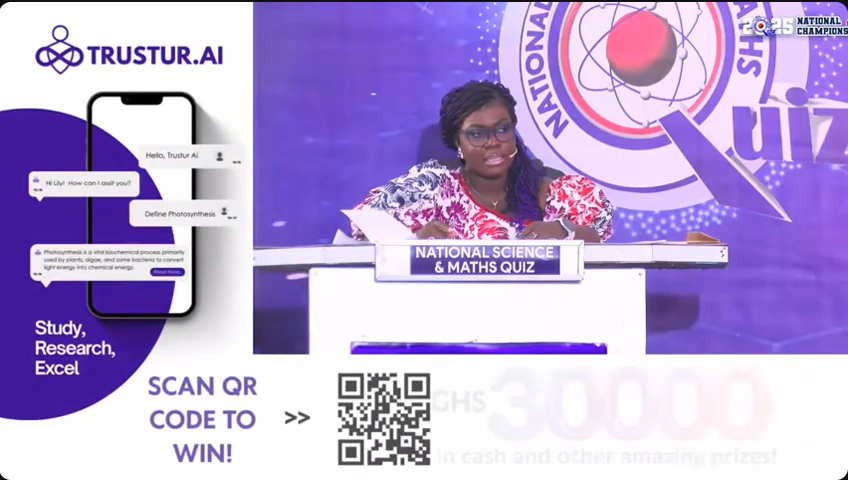 TRUSTUR.AI
Hello, Trustur Ai
Hi Lily! How can I assit you?
Define Photosynthesis
Photosynthesis is a vital biochemical process primarily
used by plants, algae, and some bacteria to convert
light energy into chemical energy.
Read More
Study,
Research,
Excel
NATIONAL
SH
uiz
2025 NATIONAL
CHAMPIONS
NATIONAL SCIENCE
& MATHS QUIZ
SCAN QR
CODE TO
WIN!
>>
GHS
30000
in cash and other amazing prizes!